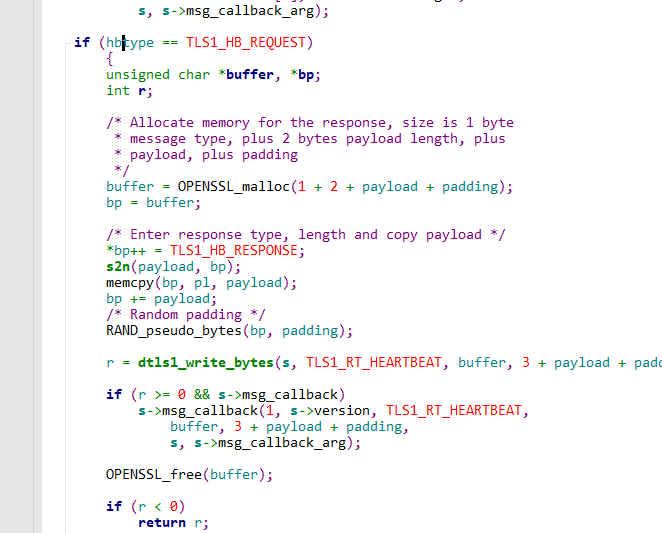 s, s->msg_callback_arg);
if (hbtype == TLS1_HB_REQUEST)
{
unsigned char *buffer, *bp;
int r;
/* Allocate memory for the response, size is 1 byte
* message type, plus 2 bytes payload length, plus
* payload, plus padding
*/
buffer = OPENSSL_malloc(1 + 2 + payload + padding);
bp = buffer;
/* Enter response type, length and copy payload */
*bp++ = TLS1_HB_RESPONSE;
s2n(payload, bp);
memcpy(bp, pl, payload);
bp += payload;
/* Random padding */
RAND_pseudo_bytes(bp, padding);
r = dtls1_write_bytes(s, TLS1_RT_HEARTBEAT, buffer, 3 + payload + pad
if (r >= 0 && s->msg_callback)
s->msg_callback(1, s->version, TLS1_RT_HEARTBEAT,
buffer, 3 + payload + padding,
s, s->msg_callback_arg);
OPENSSL_free(buffer);
if (r < 0)
return r;